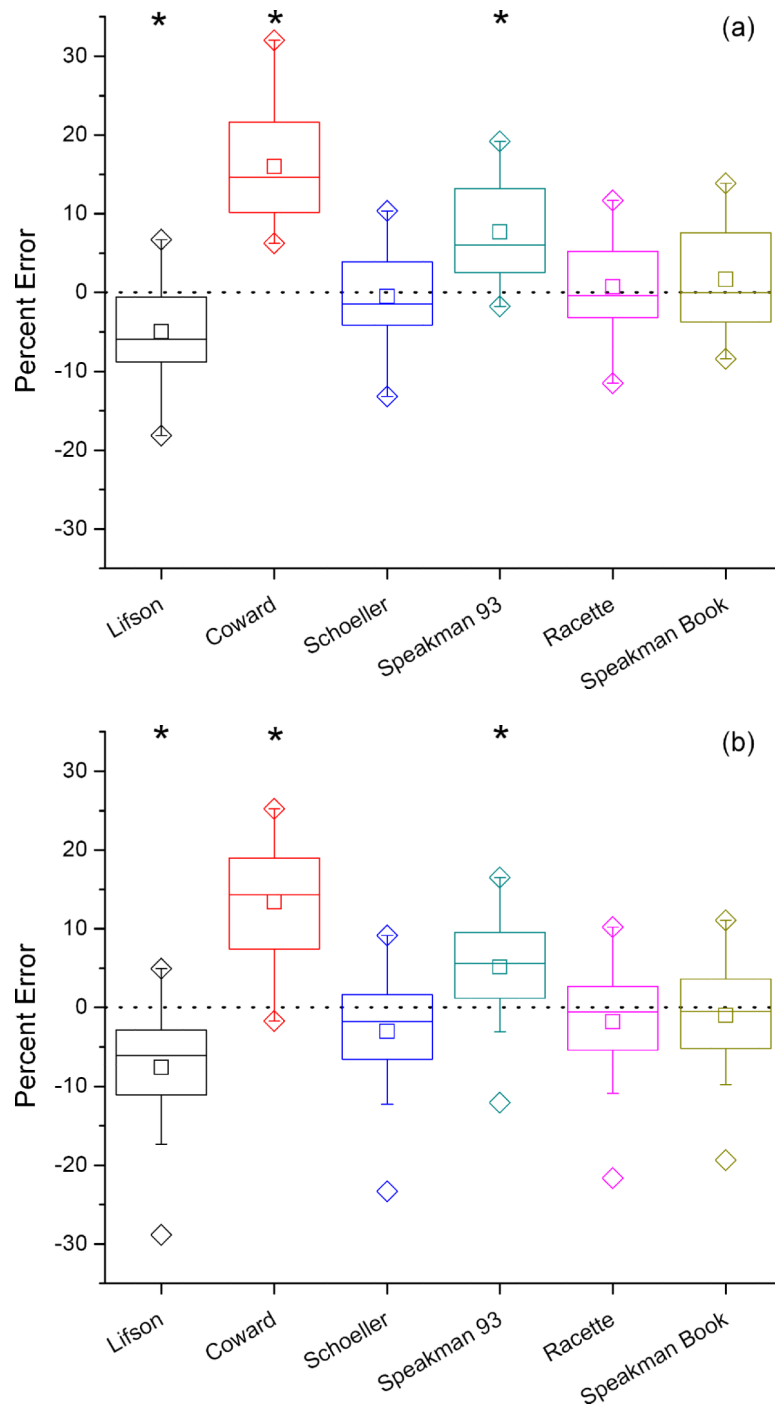 * * * (a)
30
20
10
0
-10
-20
-30
Percent Error
Lifson
Coward
Schoeller
Speakman 93
Racette
Speakman Book
* * * (b)
30
20
10
0
-10
-20
-30
Percent Error
Lifson
Coward
Schoeller
Speakman 93
Racette
Speakman Book